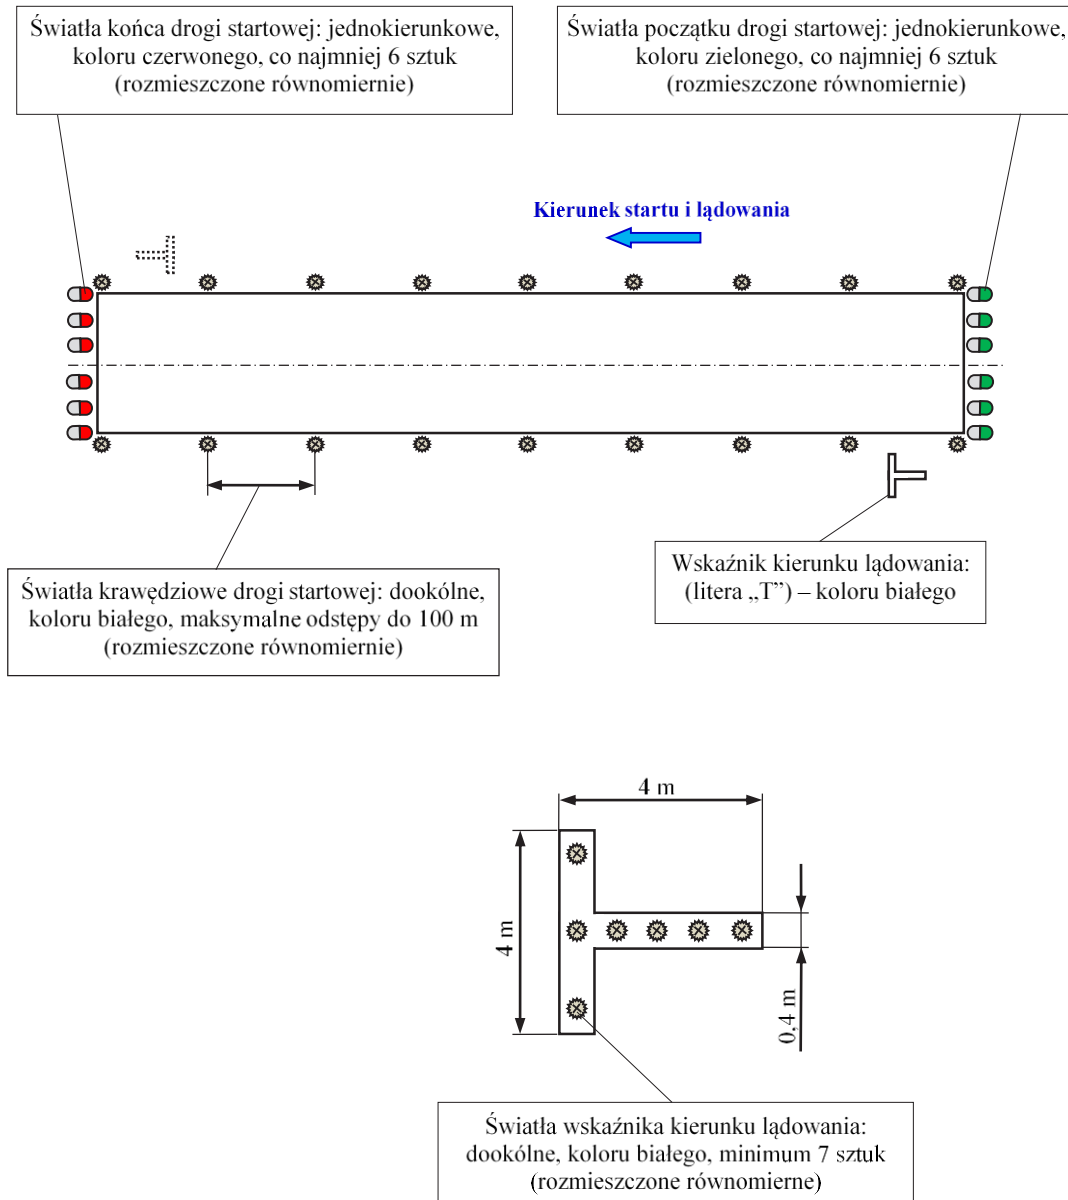 Światła końca drogi startowej: jednokierunkowe,
koloru czerwonego, co najmniej 6 sztuk
(rozmieszczone równomiernie)
Światła początku drogi startowej: jednokierunkowe,
koloru zielonego, co najmniej 6 sztuk
(rozmieszczone równomiernie)
Kierunek startu i lądowania
Światła krawędziowe drogi startowej: dookólne,
koloru białego, maksymalne odstępy do 100 m
(rozmieszczone równomiernie)
Wskaźnik kierunku lądowania:
(litera „T”) – koloru białego
4 m
4 m
0,4 m
Światła wskaźnika kierunku lądowania:
dookólne, koloru białego, minimum 7 sztuk
(rozmieszczone równomierne)